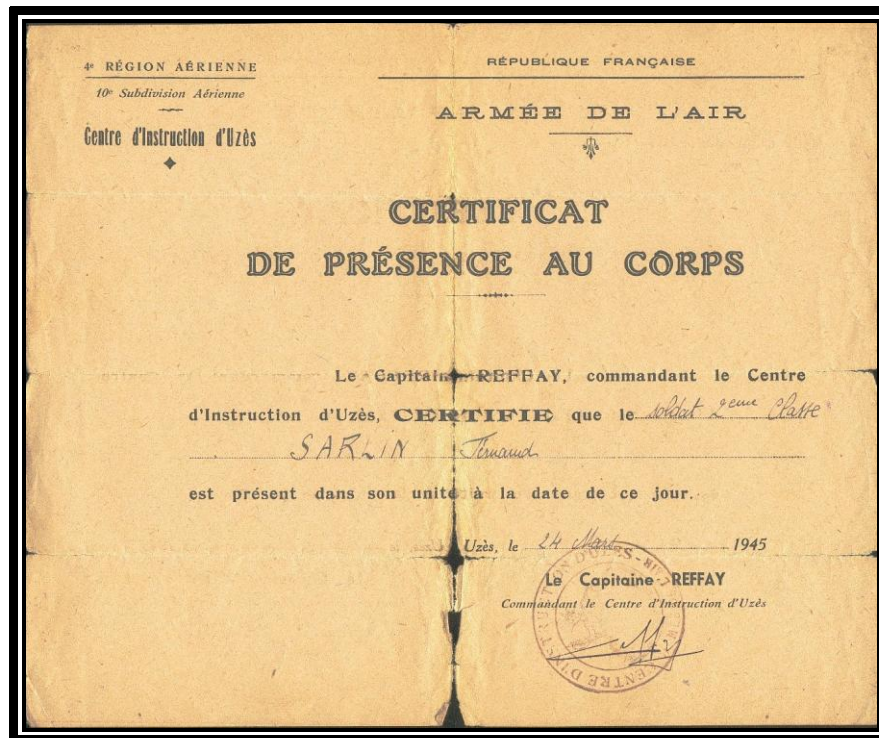 4e RÉGION AÉRIENNE
10e Subdivision Aérienne
Centre d'Instruction d'Uzès
RÉPUBLIQUE FRANÇAISE
ARMÉE DE L'AIR
CERTIFICAT
DE PRÉSENCE AU CORPS
Le Capitaine REFFAY, commandant le Centre
d'Instruction d'Uzès, CERTIFIE que le soldat 2eme Classe
SARLIN Fernand
est présent dans son unité à la date de ce jour.
Uzès, le 24 Mars 1945
Le Capitaine REFFAY
Commandant le Centre d'Instruction d'Uzès
CENTRE D'INSTRUCTION D'UZES